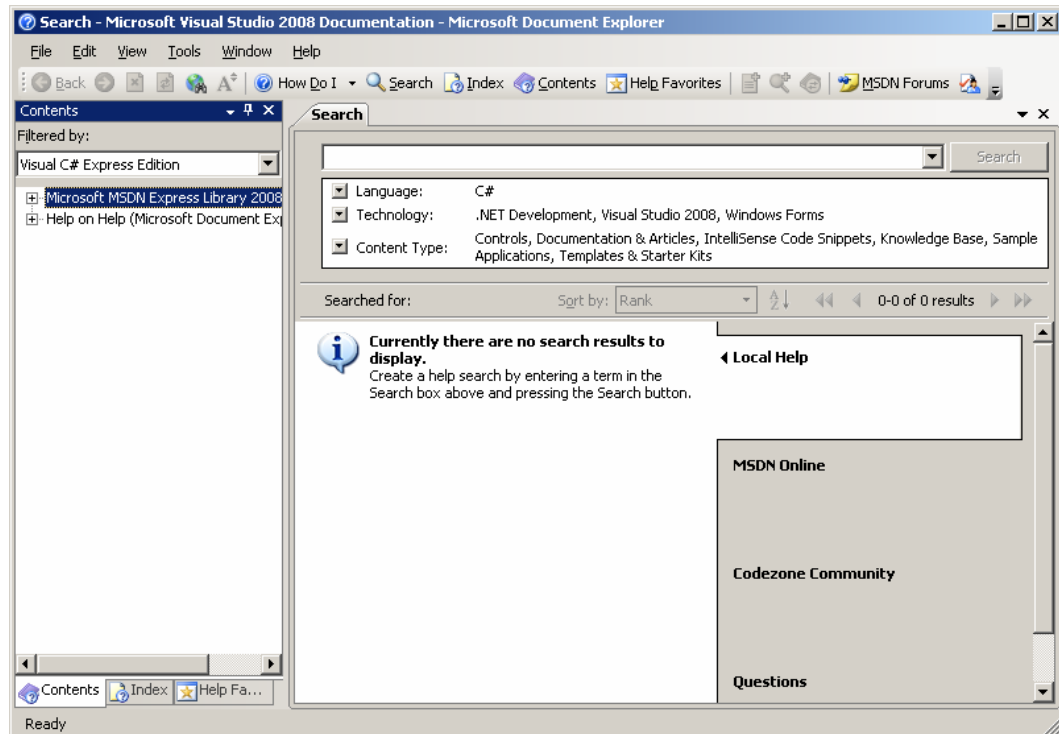 Search - Microsoft Visual Studio 2008 Documentation - Microsoft Document Explorer
File Edit View Tools Window Help
Back How Do I Search Index Contents Help Favorites MSDN Forums
Contents
Filtered by:
Visual C# Express Edition
Microsoft MSDN Express Library 2008
Help on Help (Microsoft Document Ex
Contents Index Help Fa...
Search
Search
Language: C#
Technology: .NET Development, Visual Studio 2008, Windows Forms
Content Type: Controls, Documentation & Articles, IntelliSense Code Snippets, Knowledge Base, Sample
Applications, Templates & Starter Kits
Searched for: Sort by: Rank 0-0 of 0 results
Currently there are no search results to
display.
Create a help search by entering a term in the
Search box above and pressing the Search button.
Local Help
MSDN Online
Codezone Community
Questions
Ready